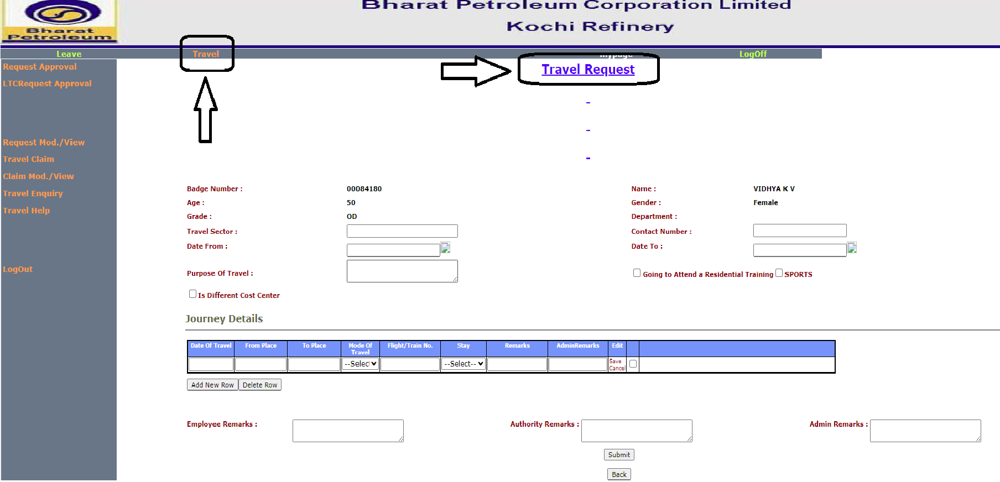 Bharat Petroleum Corporation Limited
Kochi Refinery
Bharat
Petroleum
Leave Travel mypage LogOff
Request Approval
Travel Request
LTCRequest Approval
-
-
Request Mod./View
Travel Claim
-
Claim Mod./View
Travel Enquiry
Travel Help
LogOut
Badge Number : 00084180 Name : VIDHYA K V
Age : 50 Gender : Female
Grade : OD Department :
Travel Sector : Contact Number :
Date From : Date To :
Purpose Of Travel : Going to Attend a Residential Training SPORTS
Is Different Cost Center
Journey Details
Date Of Travel From Place To Place Mode Of Travel Flight/Train No. Stay Remarks AdminRemarks Edit
--Select --Select-- Save Cancel
Add New Row Delete Row
Employee Remarks : Authority Remarks : Admin Remarks :
Submit
Back